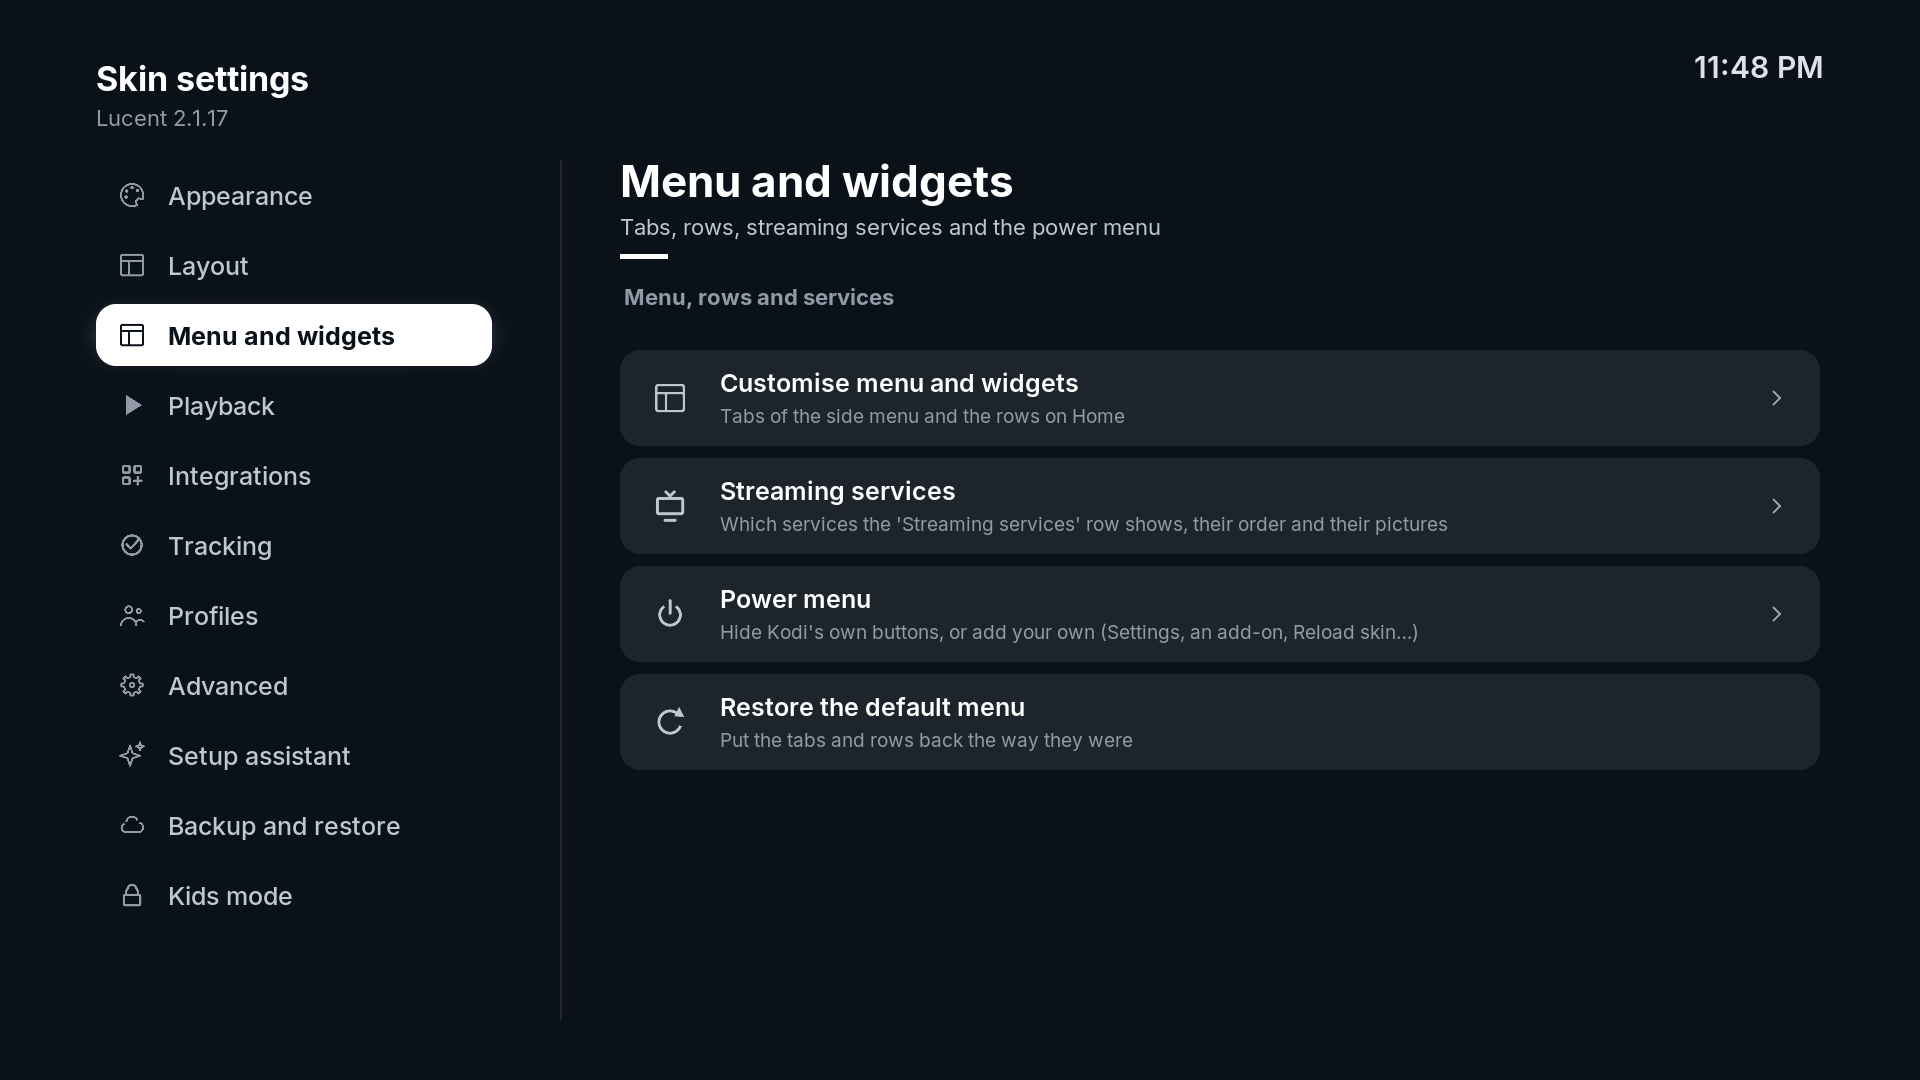 Skin settings
Lucent 2.1.17
11:48 PM
Appearance
Layout
Menu and widgets
Playback
Integrations
Tracking
Profiles
Advanced
Setup assistant
Backup and restore
Kids mode
Menu and widgets
Tabs, rows, streaming services and the power menu
Menu, rows and services
Customise menu and widgets
Tabs of the side menu and the rows on Home
Streaming services
Which services the 'Streaming services' row shows, their order and their pictures
Power menu
Hide Kodi's own buttons, or add your own (Settings, an add-on, Reload skin...)
Restore the default menu
Put the tabs and rows back the way they were